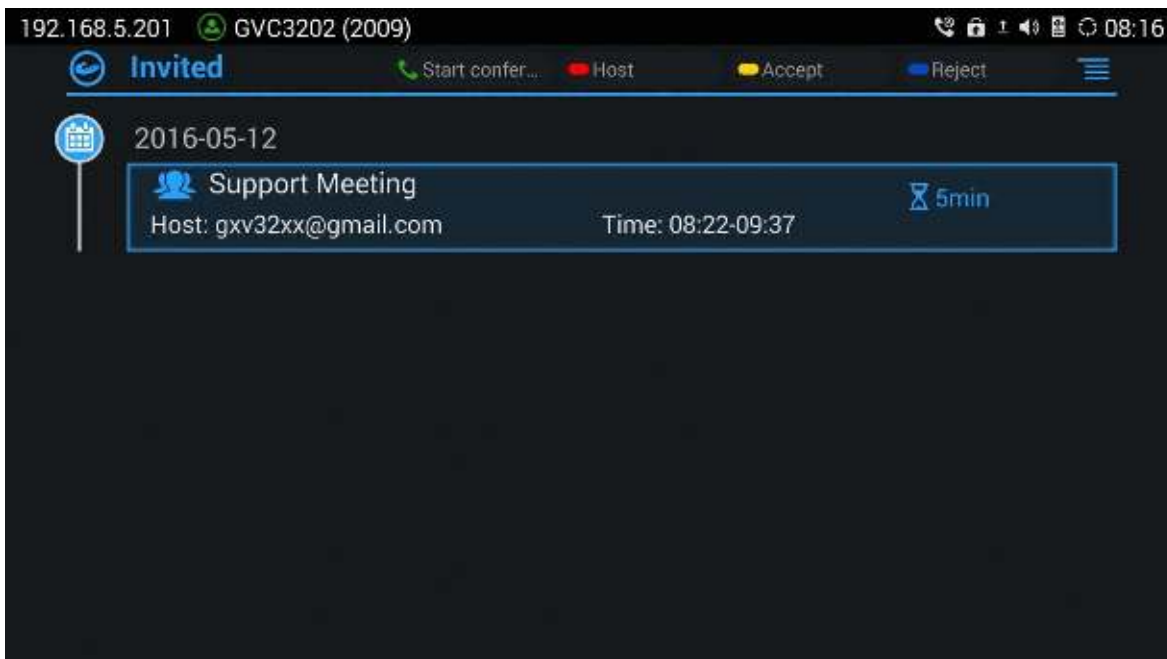 192.168.5.201 GVC3202 (2009) 08:16
Invited Start confer... Host Accept Reject
2016-05-12
Support Meeting
5min
Host: gxv32xx@gmail.com Time: 08:22-09:37